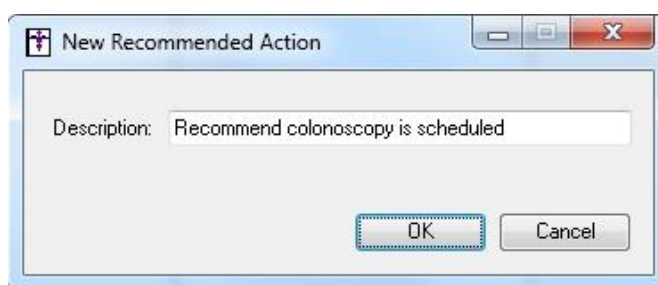 New Recommended Action
Description: Recommend colonoscopy is scheduled
OK Cancel